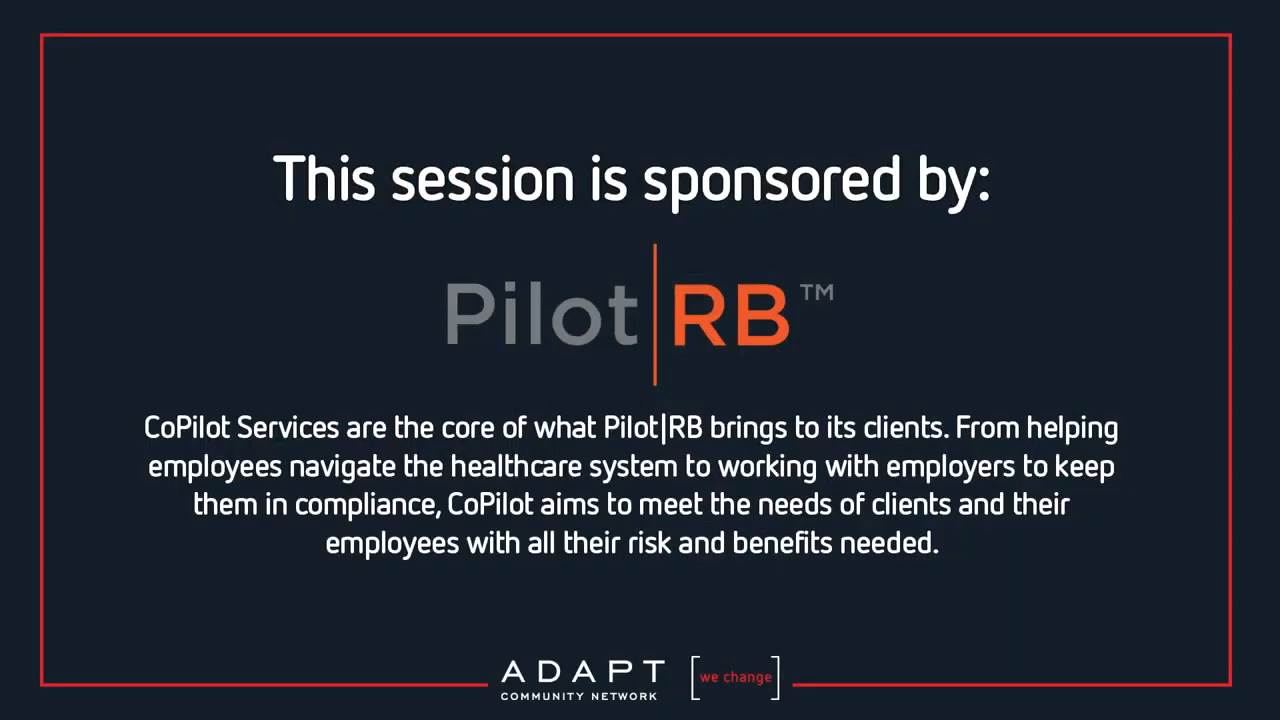 This session is sponsored by:
Pilot|RB™
CoPilot Services are the core of what Pilot|RB brings to its clients. From helping
employees navigate the healthcare system to working with employers to keep
them in compliance, CoPilot aims to meet the needs of clients and their
employees with all their risk and benefits needed.
ADAPT
COMMUNITY NETWORK
[we change]